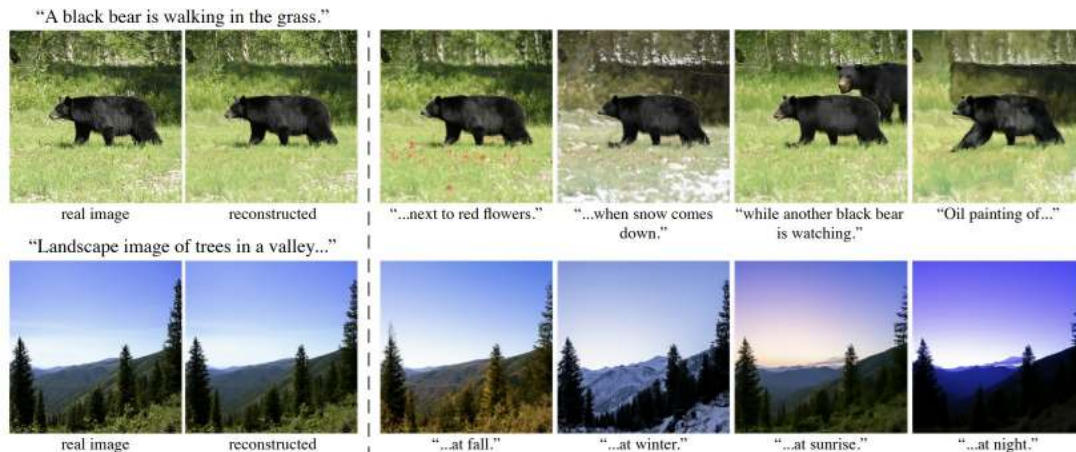 “A black bear is walking in the grass.”
real image
reconstructed
“...next to red flowers.”
“...when snow comes
down.”
“while another black bear
is watching.”
“Oil painting of...”
“Landscape image of trees in a valley...”
real image
reconstructed
“...at fall.”
“...at winter.”
“...at sunrise.”
“...at night.”